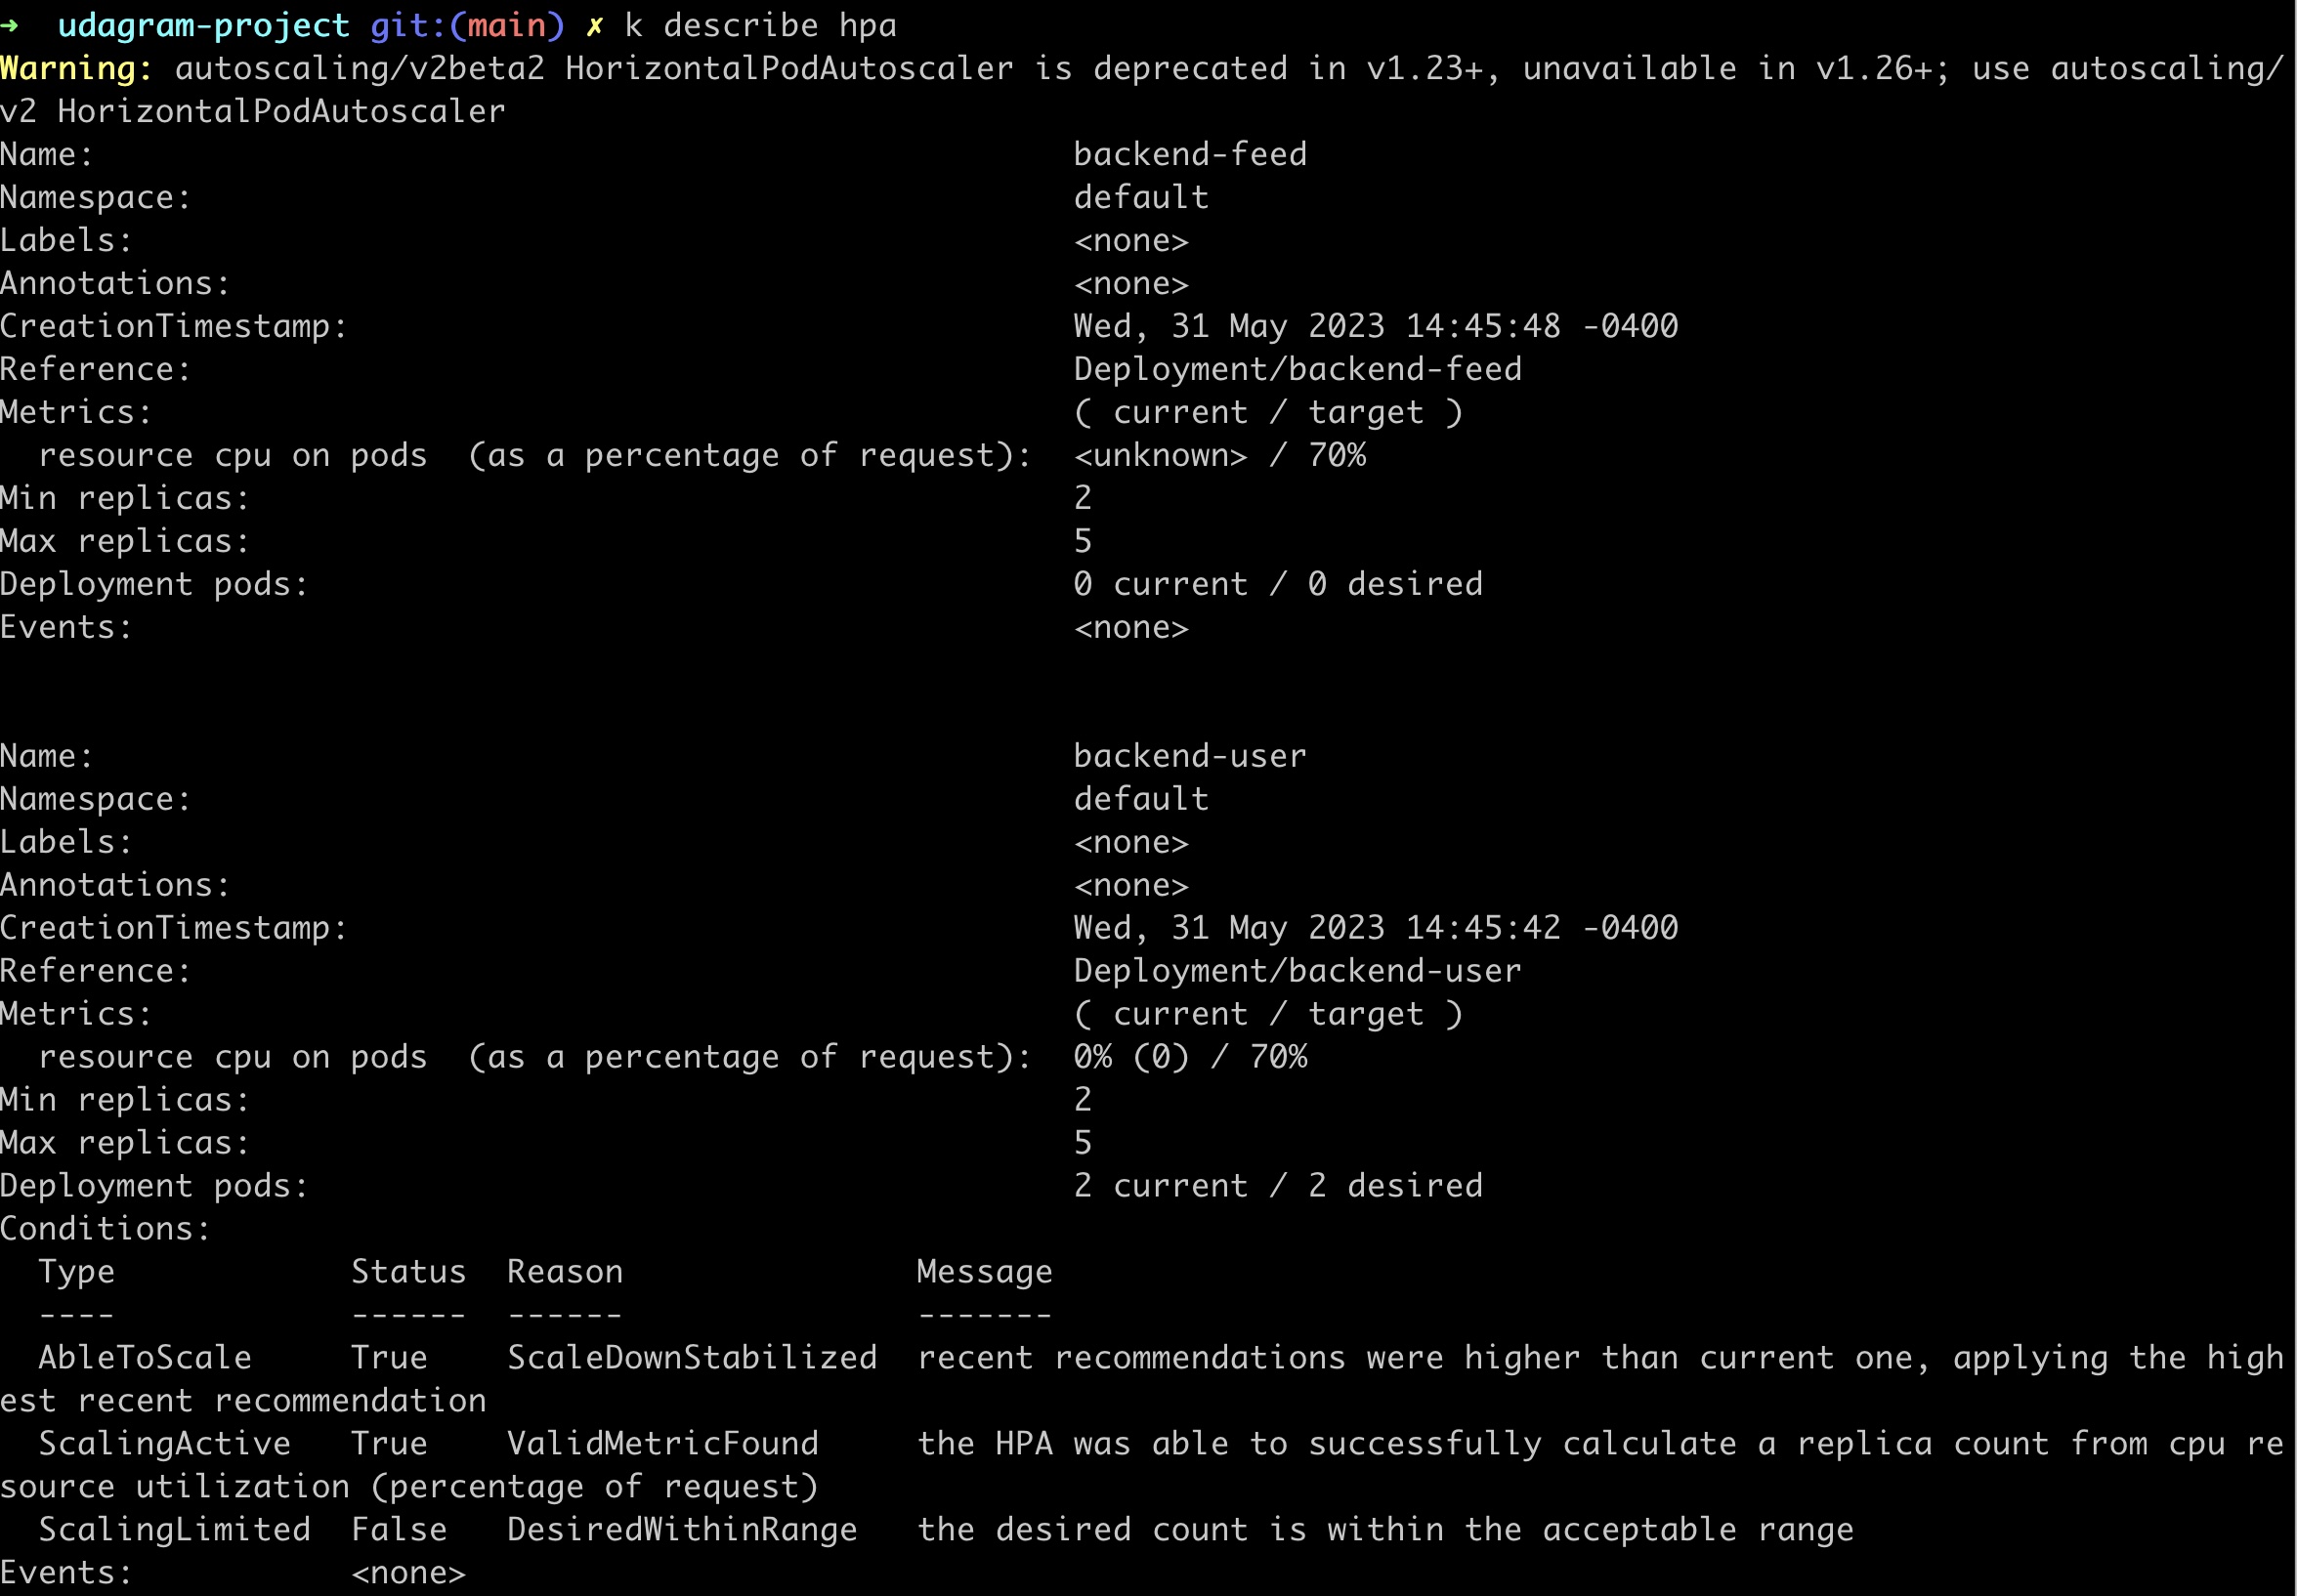 ➜  udagram-project git:(main) ✗ k describe hpa
Warning: autoscaling/v2beta2 HorizontalPodAutoscaler is deprecated in v1.23+, unavailable in v1.26+; use autoscaling/
v2 HorizontalPodAutoscaler
Name:                                                  backend-feed
Namespace:                                             default
Labels:                                                <none>
Annotations:                                           <none>
CreationTimestamp:                                     Wed, 31 May 2023 14:45:48 -0400
Reference:                                             Deployment/backend-feed
Metrics:                                               ( current / target )
  resource cpu on pods  (as a percentage of request):  <unknown> / 70%
Min replicas:                                          2
Max replicas:                                          5
Deployment pods:                                       0 current / 0 desired
Events:                                                <none>
Name:                                                  backend-user
Namespace:                                             default
Labels:                                                <none>
Annotations:                                           <none>
CreationTimestamp:                                     Wed, 31 May 2023 14:45:42 -0400
Reference:                                             Deployment/backend-user
Metrics:                                               ( current / target )
  resource cpu on pods  (as a percentage of request):  0% (0) / 70%
Min replicas:                                          2
Max replicas:                                          5
Deployment pods:                                       2 current / 2 desired
Conditions:
  Type            Status  Reason               Message
  ----            ------  ------               -------
  AbleToScale     True    ScaleDownStabilized  recent recommendations were higher than current one, applying the high
est recent recommendation
  ScalingActive   True    ValidMetricFound     the HPA was able to successfully calculate a replica count from cpu re
source utilization (percentage of request)
  ScalingLimited  False   DesiredWithinRange   the desired count is within the acceptable range
Events:           <none>